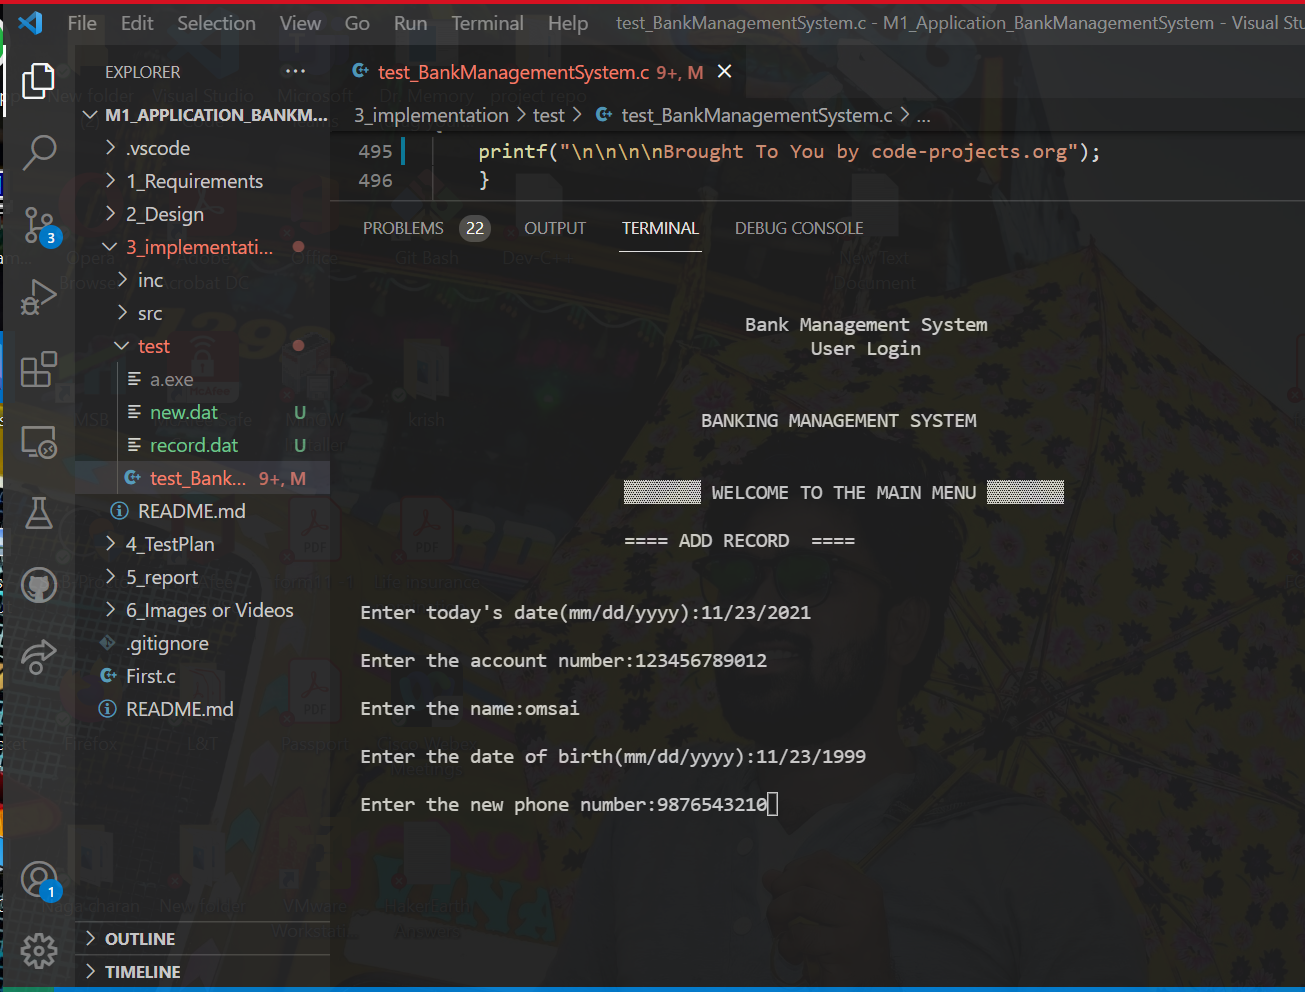 File Edit Selection View Go Run Terminal Help test_BankManagementSystem.c - M1_Application_BankManagementSystem - Visual Stu
EXPLORER ···
M1_APPLICATION_BANKM...
.vscode
1_Requirements
2_Design
3_implementati...
inc
src
test
a.exe
new.dat U
record.dat U
test_Bank... 9+, M
README.md
4_TestPlan
5_report
6_Images or Videos
.gitignore
First.c
README.md
OUTLINE
TIMELINE
3
1
test_BankManagementSystem.c 9+, M
3_implementation > test > test_BankManagementSystem.c > ...
495 printf("\n\n\n\nBrought To You by code-projects.org");
496 }
PROBLEMS 22 OUTPUT TERMINAL DEBUG CONSOLE
Bank Management System
User Login
BANKING MANAGEMENT SYSTEM
WELCOME TO THE MAIN MENU
==== ADD RECORD ====
Enter today's date(mm/dd/yyyy):11/23/2021
Enter the account number:123456789012
Enter the name:omsai
Enter the date of birth(mm/dd/yyyy):11/23/1999
Enter the new phone number:9876543210